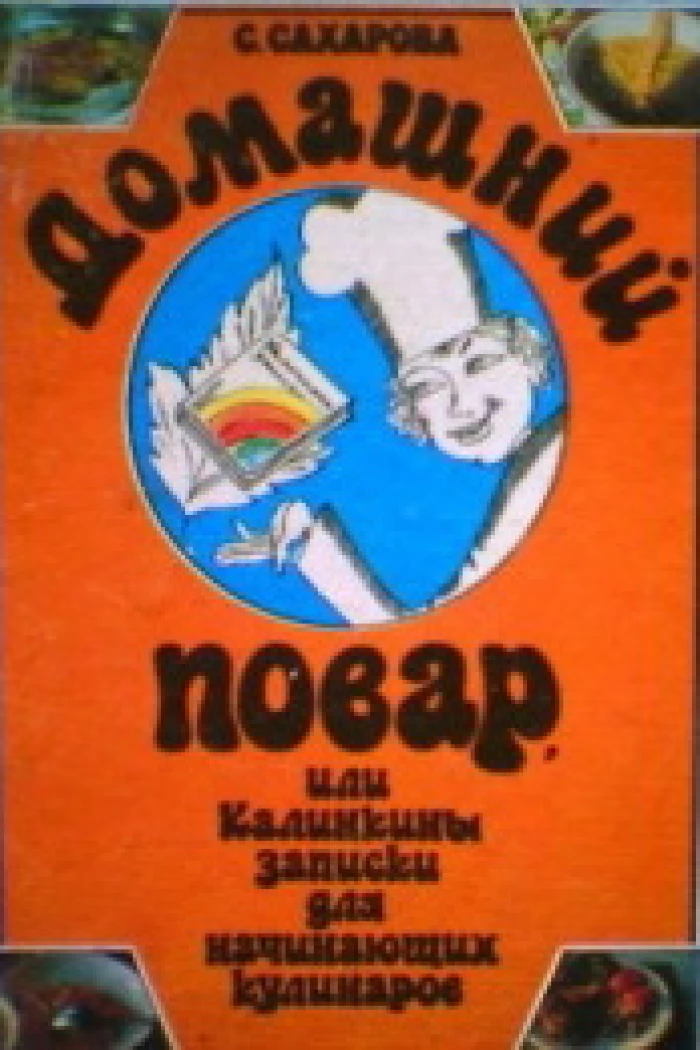 С. САХАРОВА
Домашний
повар,
или
Калинкины
записки
для
начинающих
кулинаров